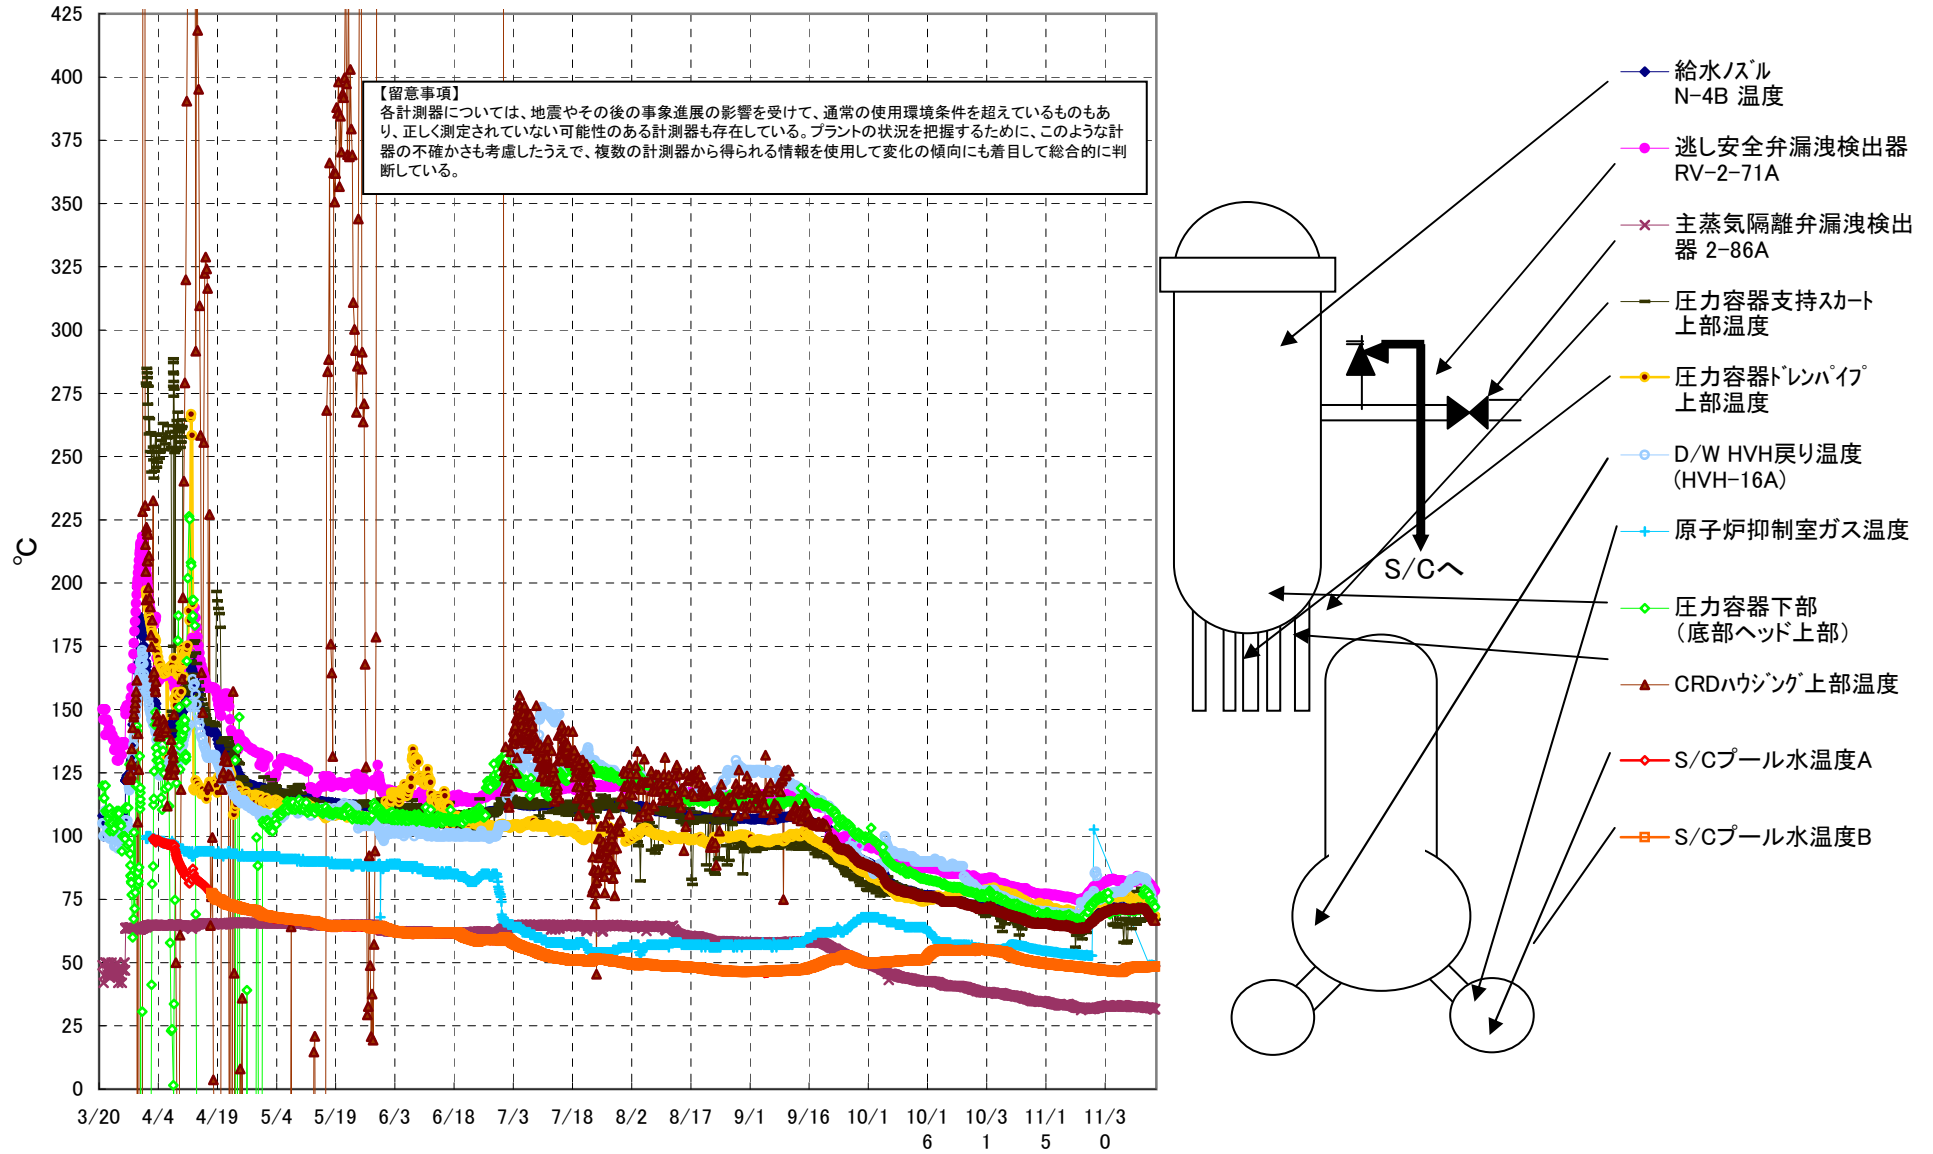 425
400
375
350
325
300
275
250
225
200
175
150
125
100
75
50
25
0
℃
3/20
4/4
4/19
5/4
5/19
6/3
6/18
7/3
7/18
8/2
8/17
9/1
9/16
10/1
10/1
6
10/3
1
11/1
5
11/3
0
【留意事項】
各計測器については、地震やその後の事象進展の影響を受けて、通常の使用環境条件を超えているものもあ
り、正しく測定されていない可能性のある計測器も存在している。プラントの状況を把握するために、このような計
器の不確かさも考慮したうえで、複数の計測器から得られる情報を使用して変化の傾向にも着目して総合的に判
断している。
S/Cへ
給水ﾉｽﾞﾙ
N-4B 温度
逃し安全弁漏洩検出器
RV-2-71A
主蒸気隔離弁漏洩検出
器 2-86A
圧力容器支持ｽｶｰﾄ
上部温度
圧力容器ﾄﾞﾚﾝﾊﾟｲﾌﾟ
上部温度
D/W HVH戻り温度
(HVH-16A)
原子炉抑制室ガス温度
圧力容器下部
（底部ヘッド上部）
CRDﾊｳｼﾞﾝｸﾞ上部温度
S/Cプール水温度A
S/Cプール水温度B